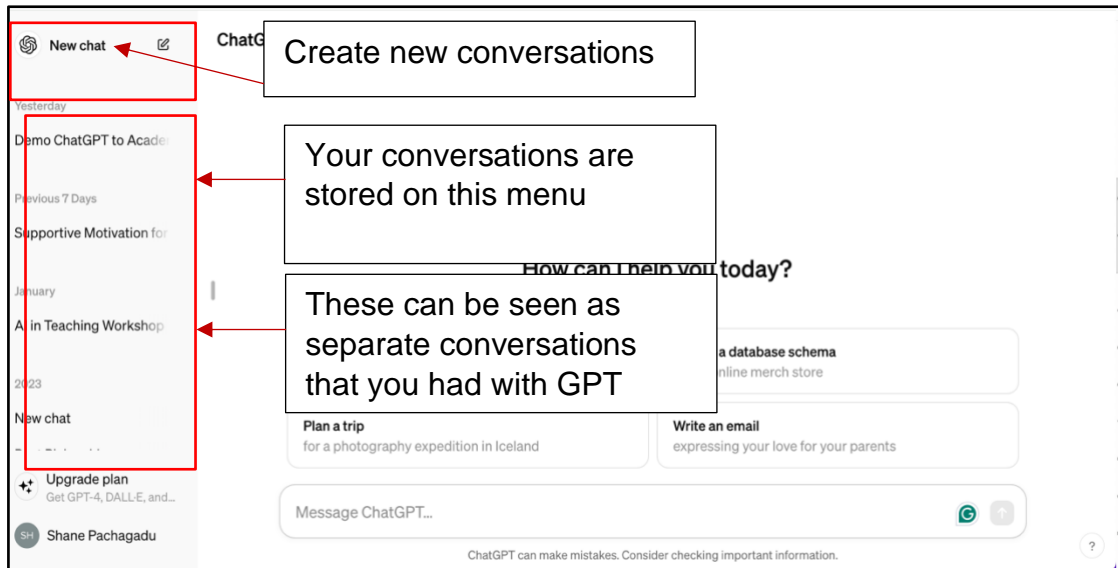 New chat
ChatG
Create new conversations
Yesterday
Demo ChatGPT to Acade
Your conversations are
stored on this menu
Previous 7 Days
Supportive Motivation for
How can I help you today?
January
These can be seen as
separate conversations
that you had with GPT
AI in Teaching Workshop
a database schema
nline merch store
2023
New chat
Plan a trip
for a photography expedition in Iceland
Write an email
expressing your love for your parents
Upgrade plan
Get GPT-4, DALL·E, and...
Message ChatGPT...
SH Shane Pachagadu
ChatGPT can make mistakes. Consider checking important information.
?